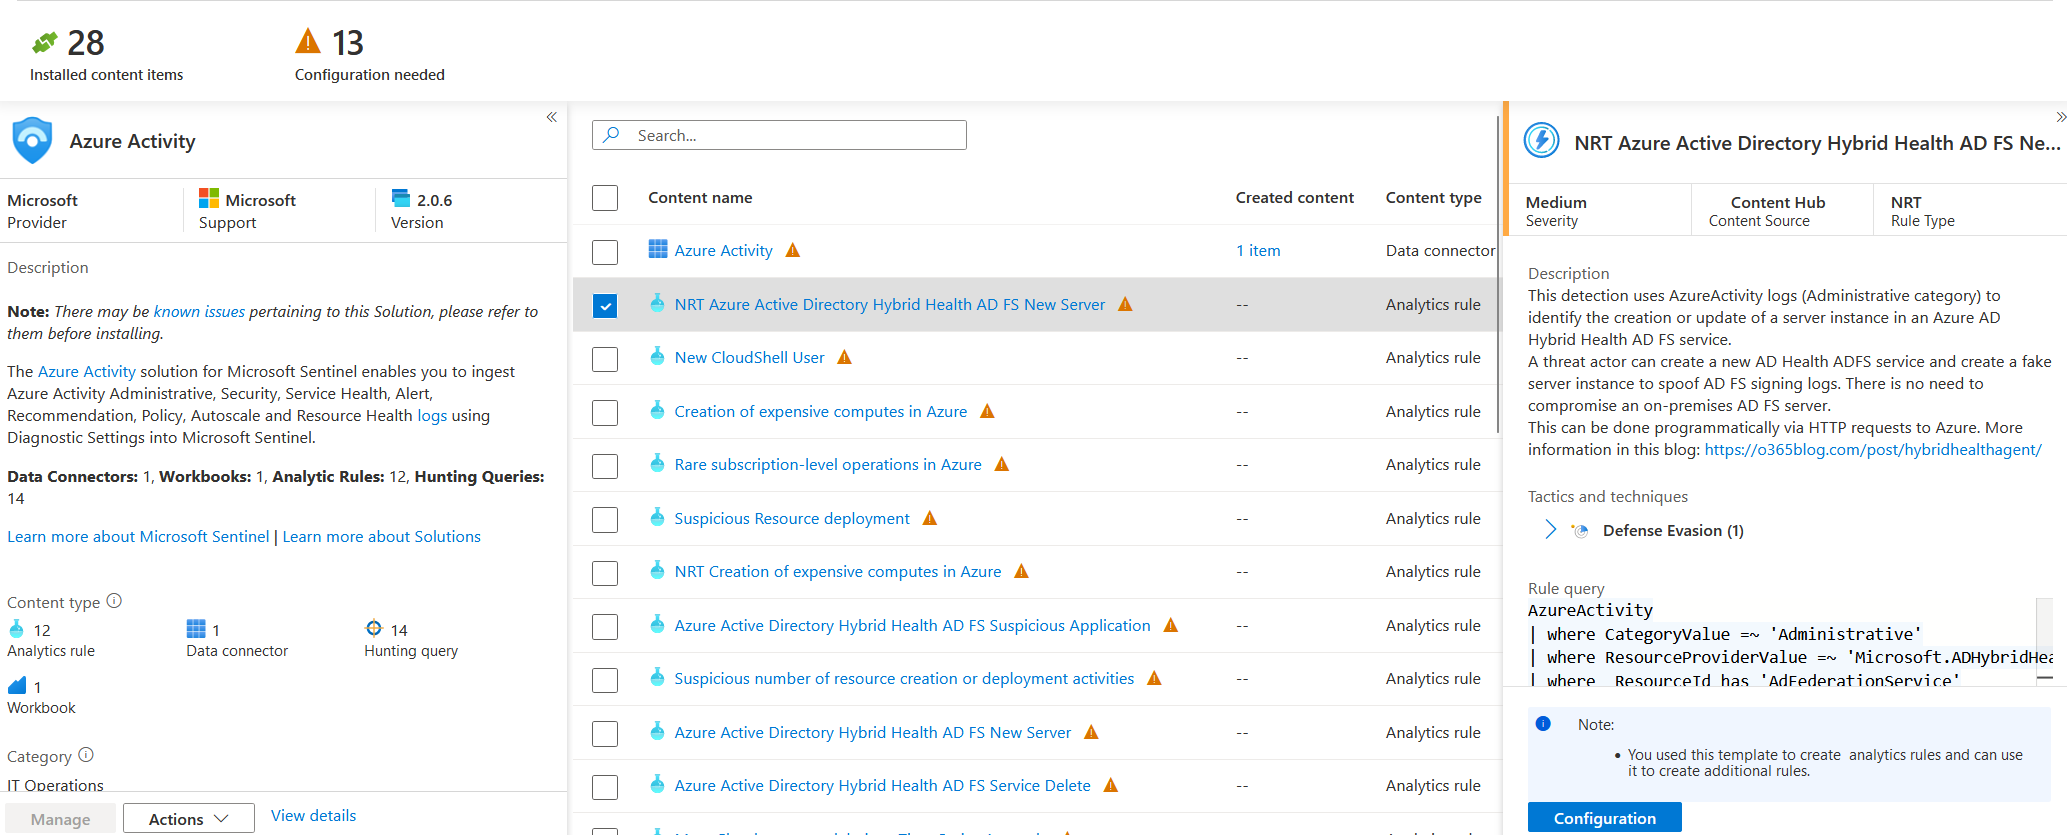 28
Installed content items
13
Configuration needed
Azure Activity
Microsoft
Provider
Microsoft
Support
2.0.6
Version
Description
Note: There may be known issues pertaining to this Solution, please refer to
them before installing.
The Azure Activity solution for Microsoft Sentinel enables you to ingest
Azure Activity Administrative, Security, Service Health, Alert,
Recommendation, Policy, Autoscale and Resource Health logs using
Diagnostic Settings into Microsoft Sentinel.
Data Connectors: 1, Workbooks: 1, Analytic Rules: 12, Hunting Queries:
14
Learn more about Microsoft Sentinel | Learn more about Solutions
Content type
12
Analytics rule
1
Data connector
14
Hunting query
1
Workbook
Category
IT Operations
Manage
Actions
View details
Search...
Content name Created content Content type
Azure Activity 1 item Data connector
NRT Azure Active Directory Hybrid Health AD FS New Server -- Analytics rule
New CloudShell User -- Analytics rule
Creation of expensive computes in Azure -- Analytics rule
Rare subscription-level operations in Azure -- Analytics rule
Suspicious Resource deployment -- Analytics rule
NRT Creation of expensive computes in Azure -- Analytics rule
Azure Active Directory Hybrid Health AD FS Suspicious Application -- Analytics rule
Suspicious number of resource creation or deployment activities -- Analytics rule
Azure Active Directory Hybrid Health AD FS New Server -- Analytics rule
Azure Active Directory Hybrid Health AD FS Service Delete -- Analytics rule
NRT Azure Active Directory Hybrid Health AD FS Ne...
Medium
Severity
Content Hub
Content Source
NRT
Rule Type
Description
This detection uses AzureActivity logs (Administrative category) to
identify the creation or update of a server instance in an Azure AD
Hybrid Health AD FS service.
A threat actor can create a new AD Health ADFS service and create a fake
server instance to spoof AD FS signing logs. There is no need to
compromise an on-premises AD FS server.
This can be done programmatically via HTTP requests to Azure. More
information in this blog: https://o365blog.com/post/hybridhealthagent/
Tactics and techniques
Defense Evasion (1)
Rule query
AzureActivity
| where CategoryValue =~ 'Administrative'
| where ResourceProviderValue =~ 'Microsoft.ADHybridHea
| where _ResourceId has 'AdFederationService'
Note:
• You used this template to create analytics rules and can use
it to create additional rules.
Configuration